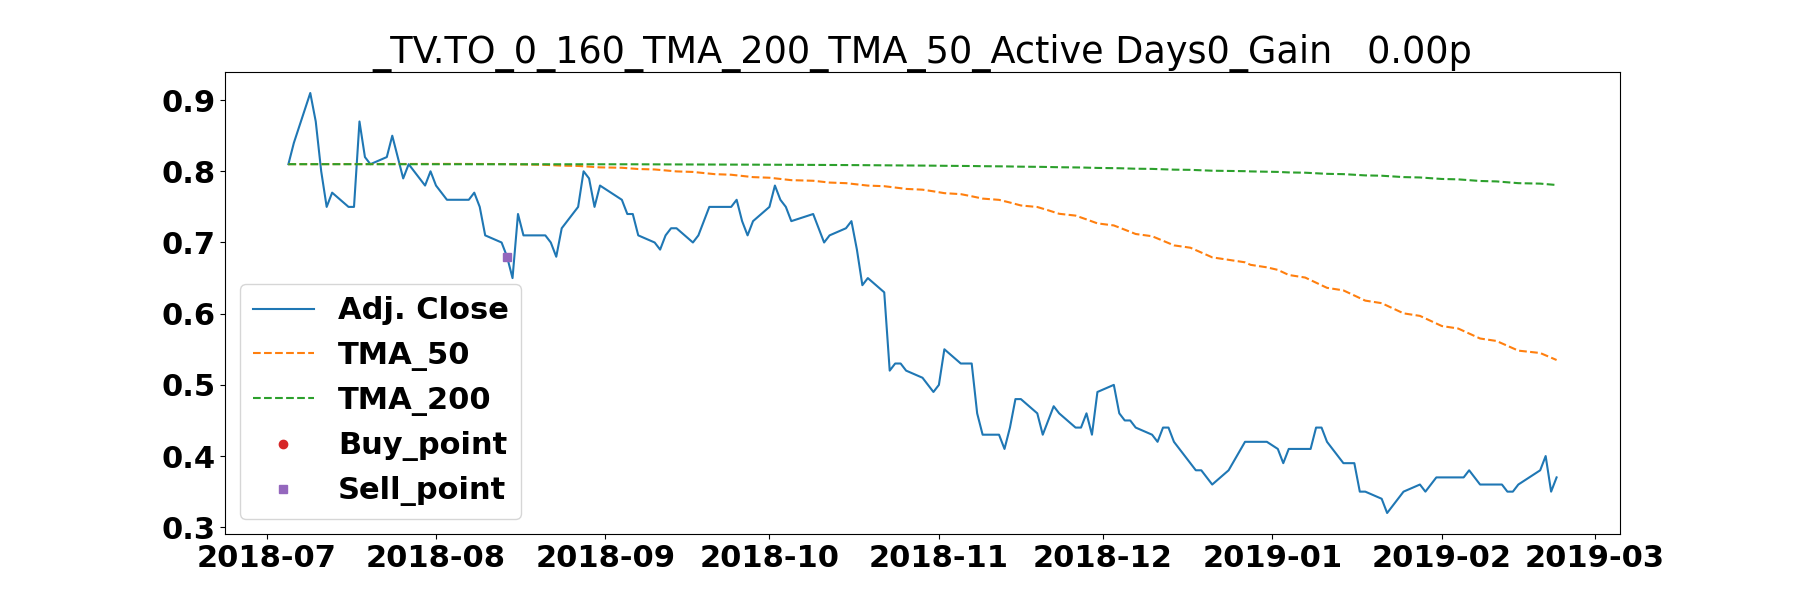 _TV.TO_0_160_TMA_200_TMA_50_Active Days0_Gain   0.00p
0.9
0.8
0.7
0.6
0.5
0.4
0.3
Adj. Close
TMA_50
TMA_200
Buy_point
Sell_point
2018-07 2018-08 2018-09 2018-10 2018-11 2018-12 2019-01 2019-02 2019-03